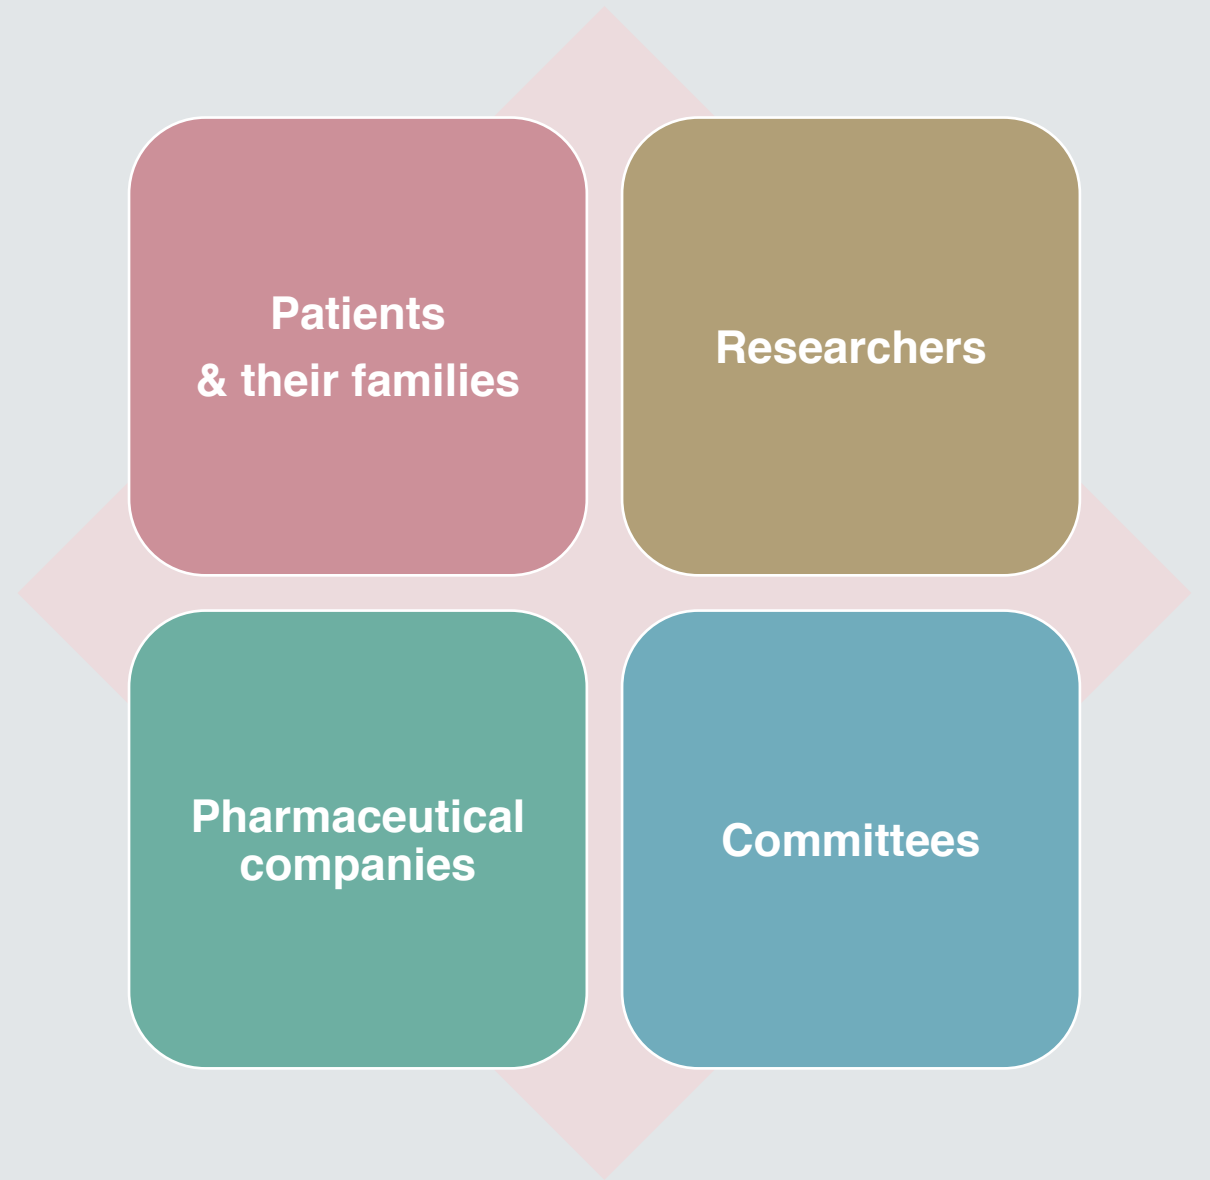 Patients
& their families
Researchers
Pharmaceutical
companies
Committees